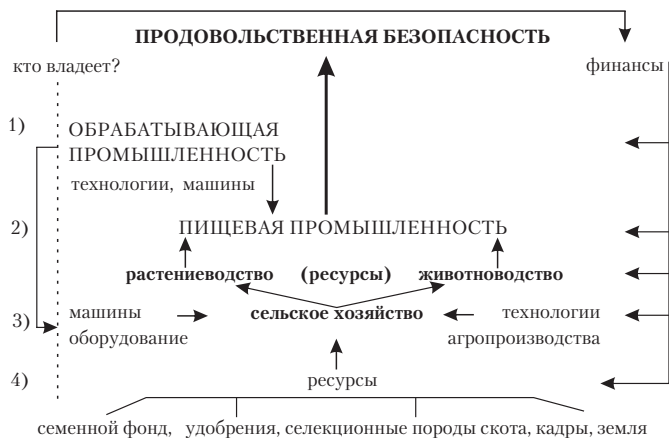 ПРОДОВОЛЬСТВЕННАЯ БЕЗОПАСНОСТЬ
кто владеет? финансы
1) ОБРАБАТЫВАЮЩАЯ
ПРОМЫШЛЕННОСТЬ
технологии, машины
2) ПИЩЕВАЯ ПРОМЫШЛЕННОСТЬ
растениеводство (ресурсы) животноводство
3) машины сельское хозяйство технологии
оборудование агропроизводства
4) ресурсы
семенной фонд, удобрения, селекционные породы скота, кадры, земля